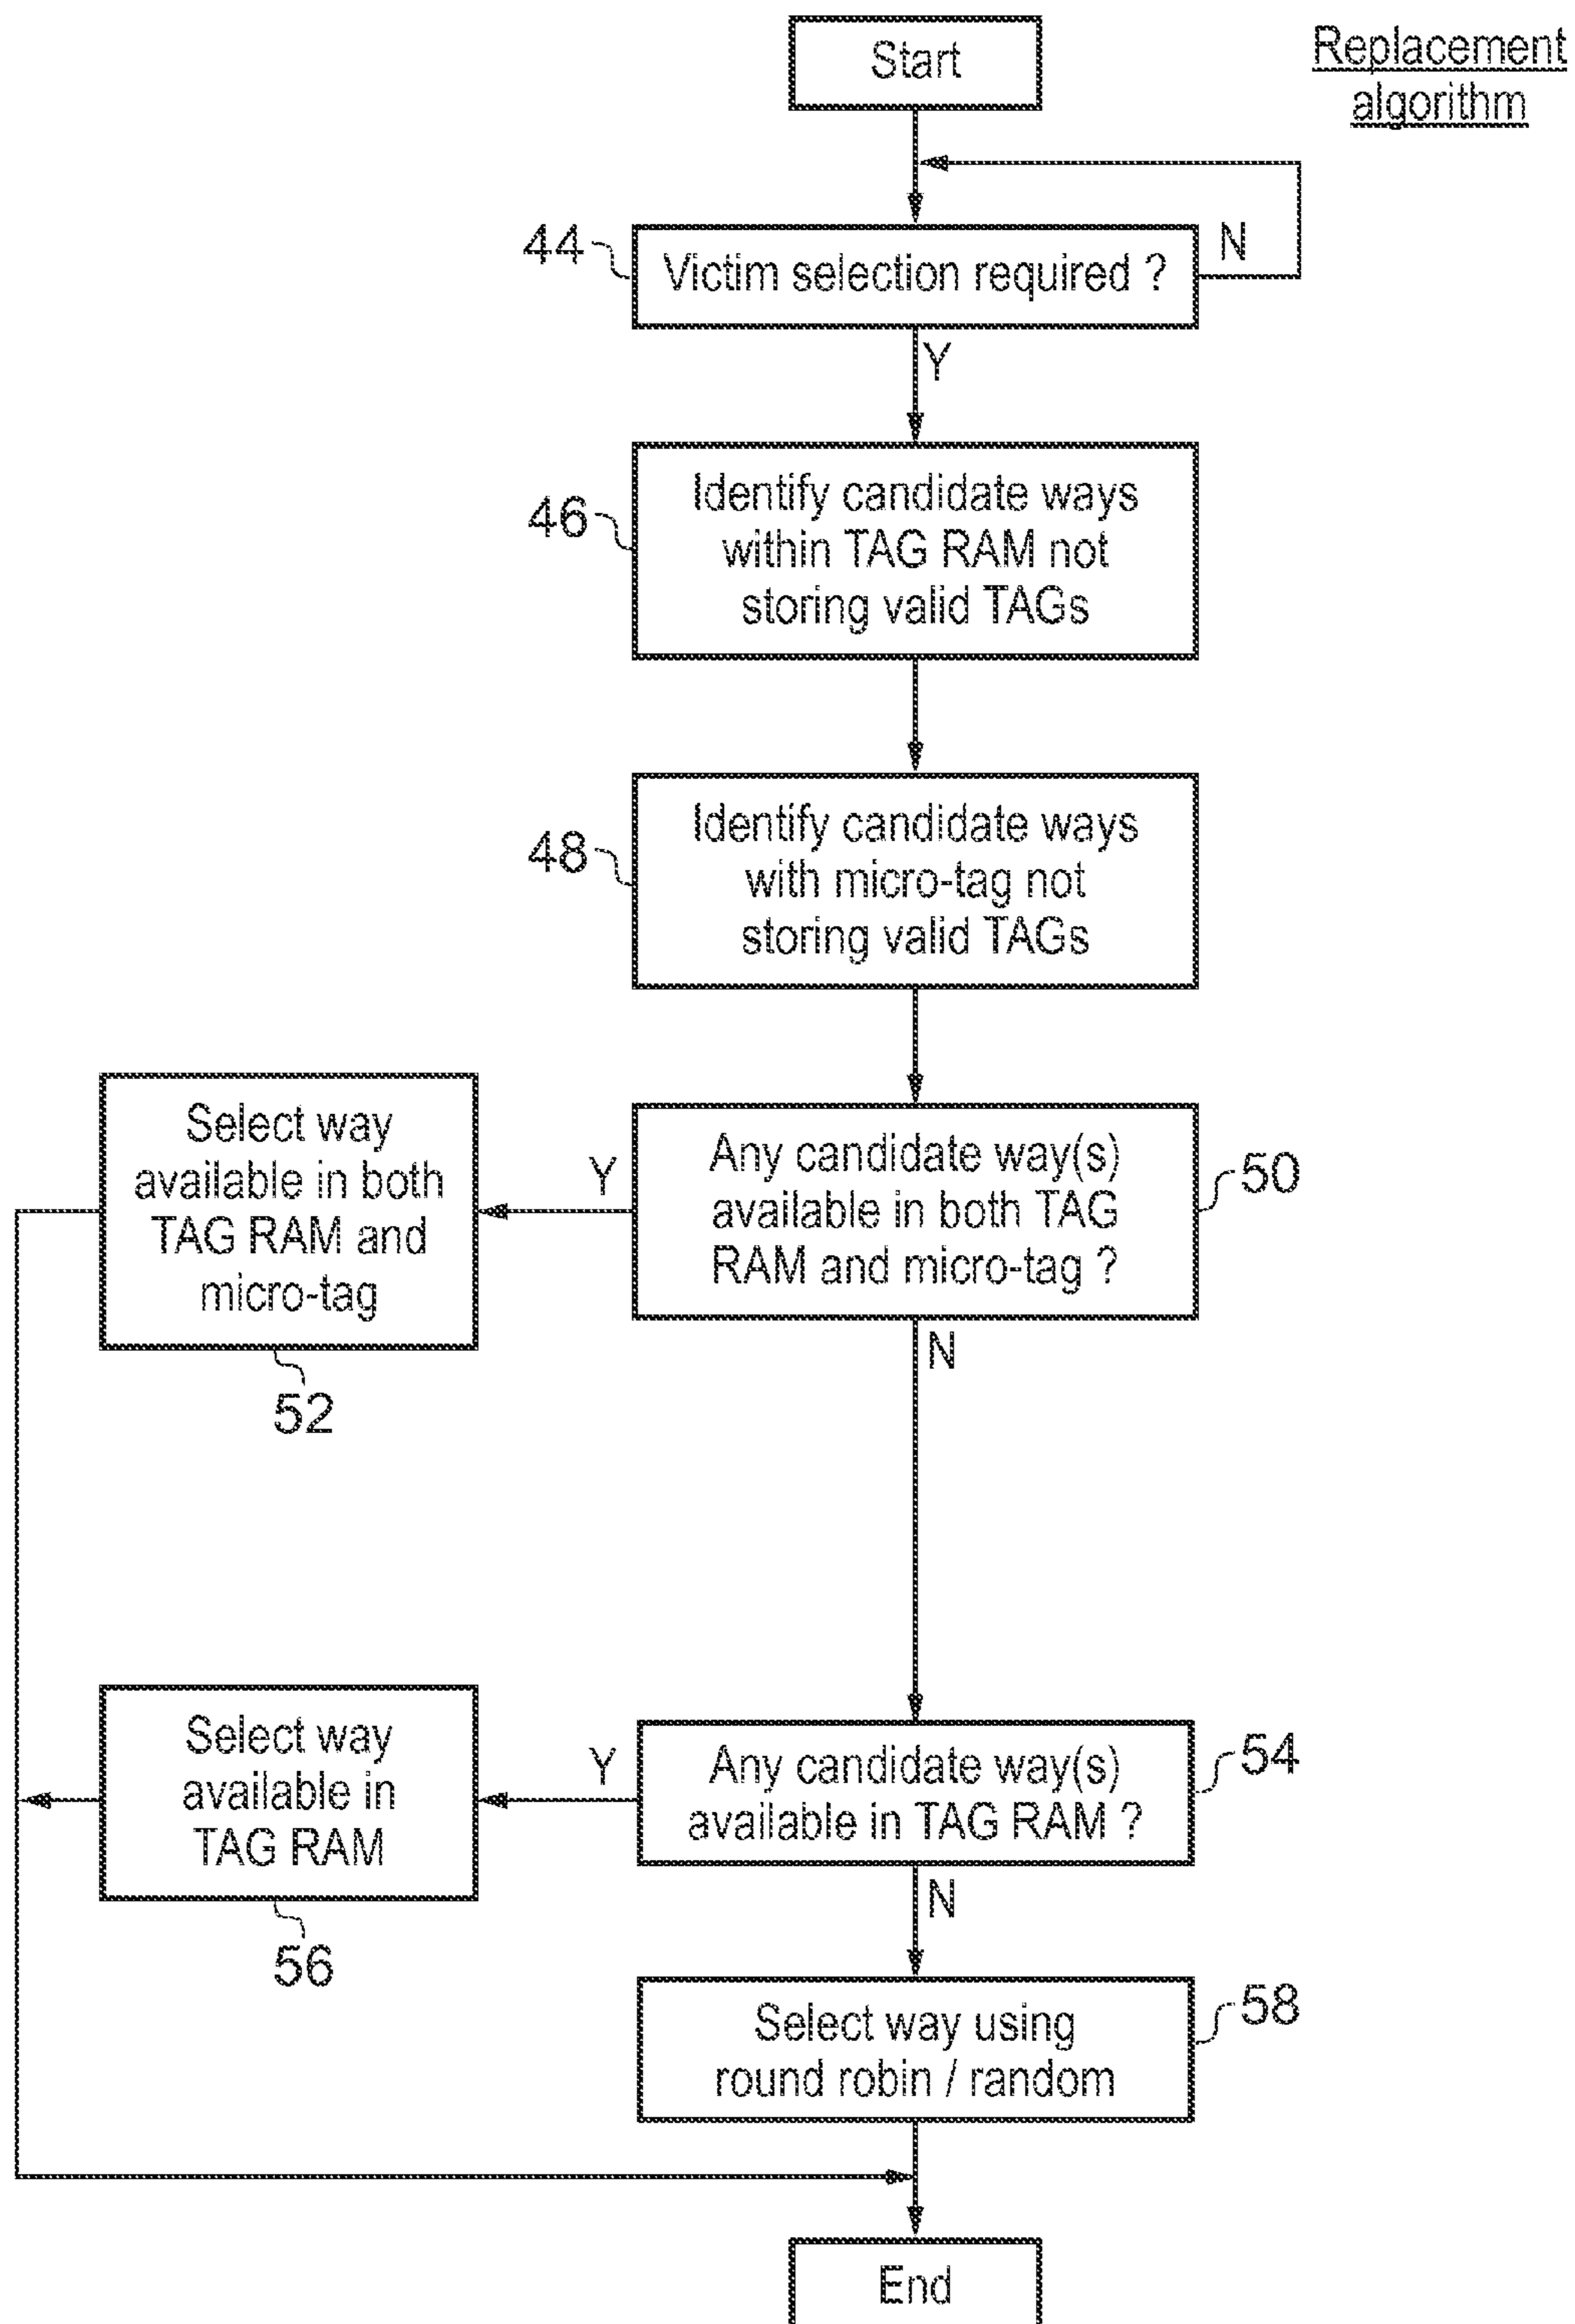 Start
Replacement
algorithm
44
Victim selection required ?
N
Y
46
Identify candidate ways
within TAG RAM not
storing valid TAGs
48
Identify candidate ways
with micro-tag not
storing valid TAGs
Select way
available in both
TAG RAM and
micro-tag
52
Y
Any candidate way(s)
available in both TAG
RAM and micro-tag ?
50
N
Select way
available in
TAG RAM
56
Y
Any candidate way(s)
available in TAG RAM ?
54
N
Select way using
round robin / random
58
End